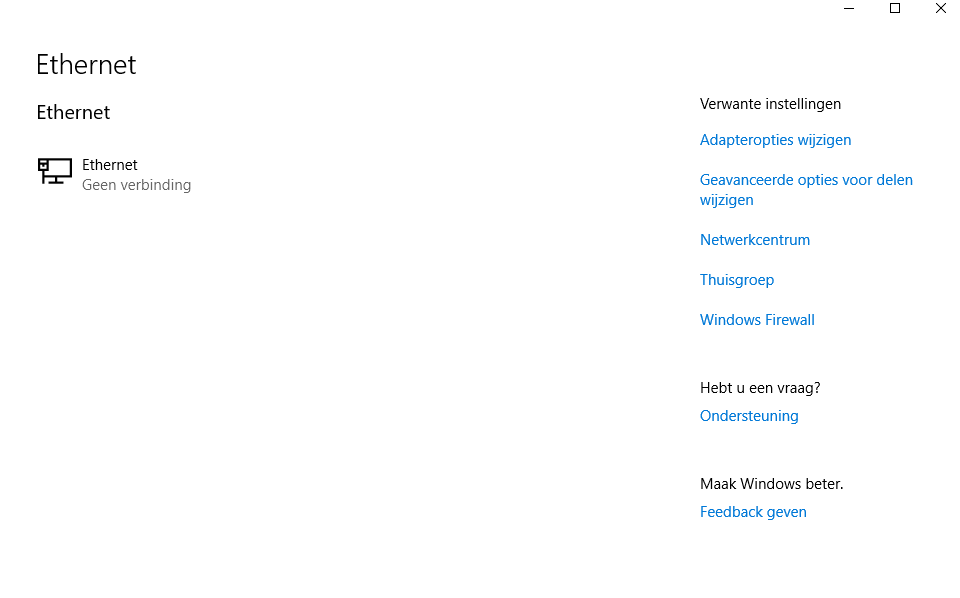 Ethernet
Ethernet
Ethernet
Geen verbinding
Verwante instellingen
Adapteropties wijzigen
Geavanceerde opties voor delen
wijzigen
Netwerkcentrum
Thuisgroep
Windows Firewall
Hebt u een vraag?
Ondersteuning
Maak Windows beter.
Feedback geven